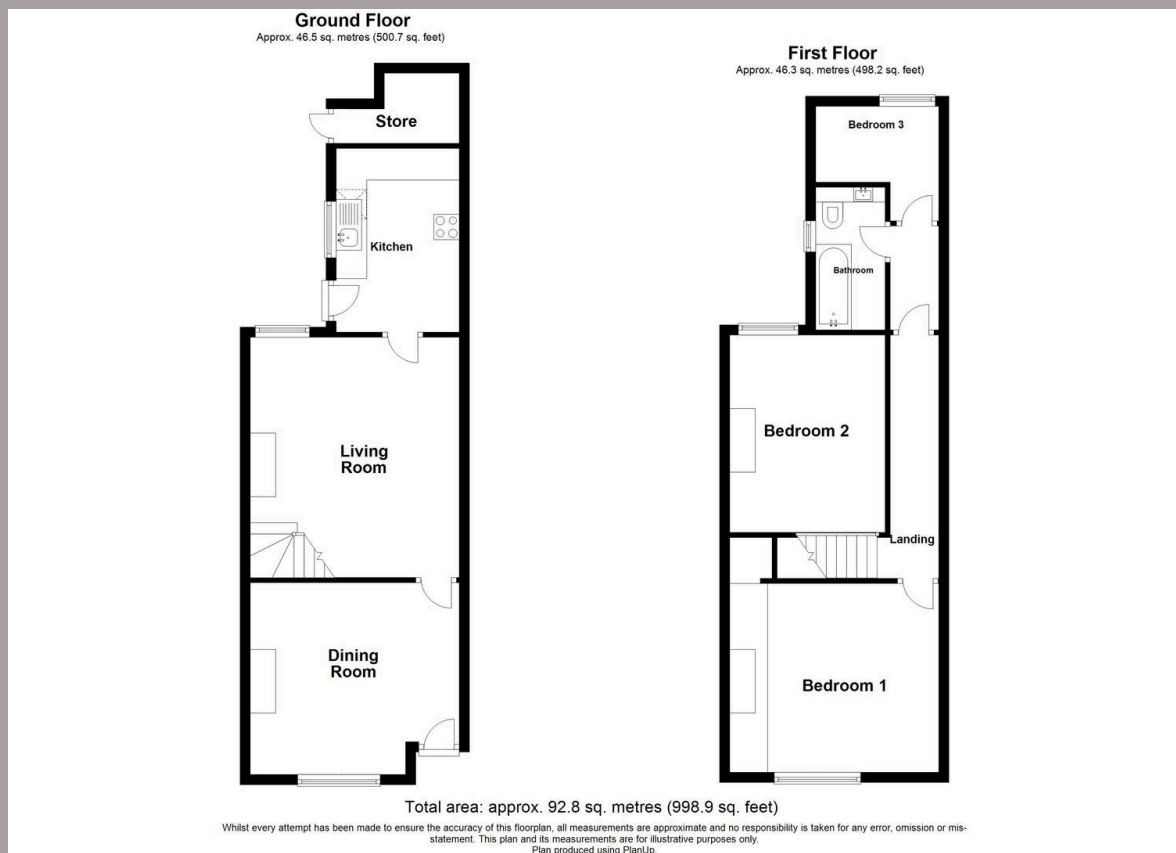 Ground Floor
Approx. 46.5 sq. metres (500.7 sq. feet)
Store
Kitchen
Living
Room
Dining
Room
First Floor
Approx. 46.3 sq. metres (498.2 sq. feet)
Bedroom 3
Bathroom
Bedroom 2
Landing
Bedroom 1
Total area: approx. 92.8 sq. metres (998.9 sq. feet)
Whilst every attempt has been made to ensure the accuracy of this floorplan, all measurements are approximate and no responsibility is taken for any error, omission or mis-
statement. This plan and its measurements are for illustrative purposes only.
Plan produced using PlanUp.